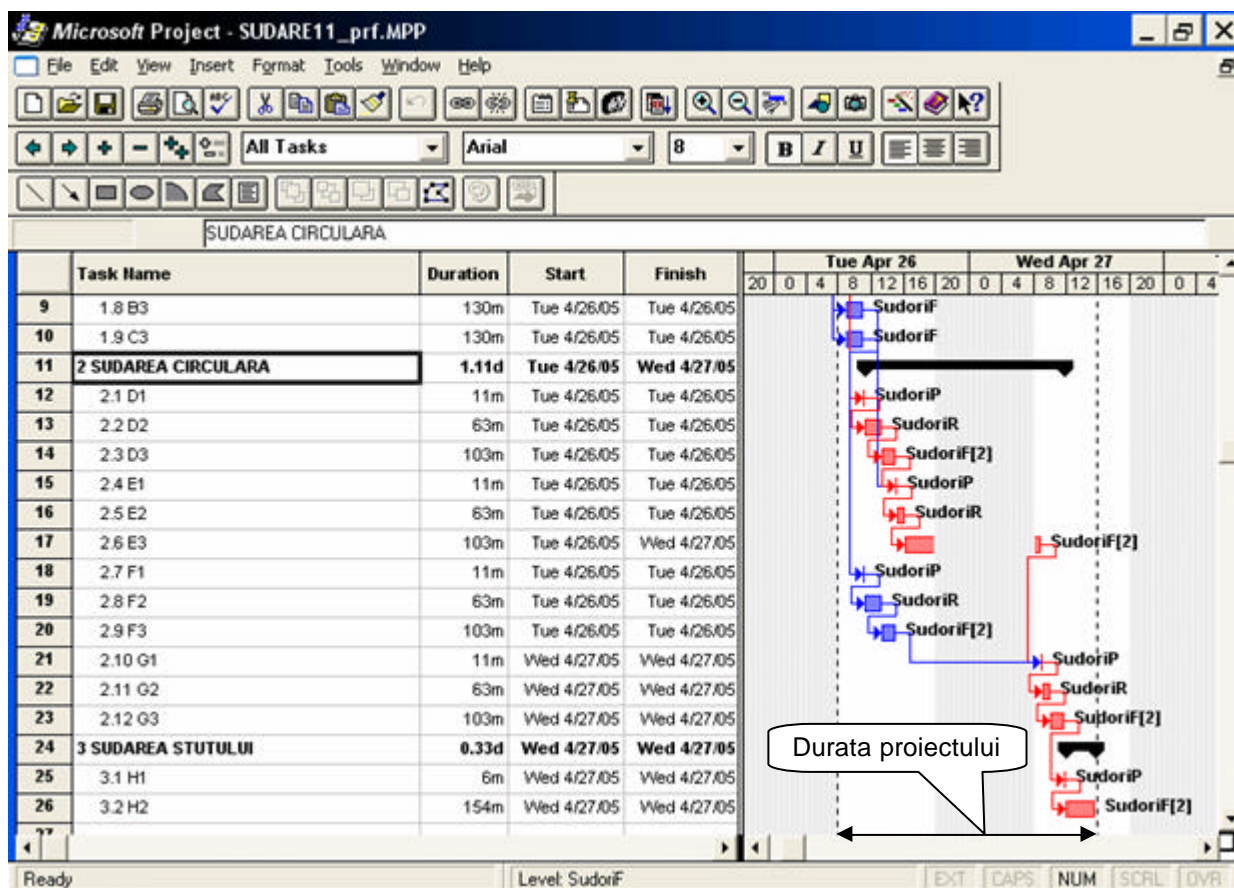 Microsoft Project - SUDARE11_prf.MPP
File Edit View Insert Format Tools Window Help
All Tasks Arial 8 B I U
SUDAREA CIRCULARA
Task Name Duration Start Finish Tue Apr 26 Wed Apr 27
20 0 4 8 12 16 20 0 4 8 12 16 20 0 4
9 1.8 B3 130m Tue 4/26/05 Tue 4/26/05 SudoriF
10 1.9 C3 130m Tue 4/26/05 Tue 4/26/05 SudoriF
11 2 SUDAREA CIRCULARA 1.11d Tue 4/26/05 Wed 4/27/05
12 2.1 D1 11m Tue 4/26/05 Tue 4/26/05 SudoriP
13 2.2 D2 63m Tue 4/26/05 Tue 4/26/05 SudoriR
14 2.3 D3 103m Tue 4/26/05 Tue 4/26/05 SudoriF[2]
15 2.4 E1 11m Tue 4/26/05 Tue 4/26/05 SudoriP
16 2.5 E2 63m Tue 4/26/05 Tue 4/26/05 SudoriR
17 2.6 E3 103m Tue 4/26/05 Wed 4/27/05 SudoriF[2]
18 2.7 F1 11m Tue 4/26/05 Tue 4/26/05 SudoriP
19 2.8 F2 63m Tue 4/26/05 Tue 4/26/05 SudoriR
20 2.9 F3 103m Tue 4/26/05 Tue 4/26/05 SudoriF[2]
21 2.10 G1 11m Wed 4/27/05 Wed 4/27/05 SudoriP
22 2.11 G2 63m Wed 4/27/05 Wed 4/27/05 SudoriR
23 2.12 G3 103m Wed 4/27/05 Wed 4/27/05 SudoriF[2]
24 3 SUDAREA STUTULUI 0.33d Wed 4/27/05 Wed 4/27/05
Durata proiectului
25 3.1 H1 6m Wed 4/27/05 Wed 4/27/05 SudoriP
26 3.2 H2 154m Wed 4/27/05 Wed 4/27/05 SudoriF[2]
27
Ready Level: SudoriF EXT CAPS NUM SCRL OVR